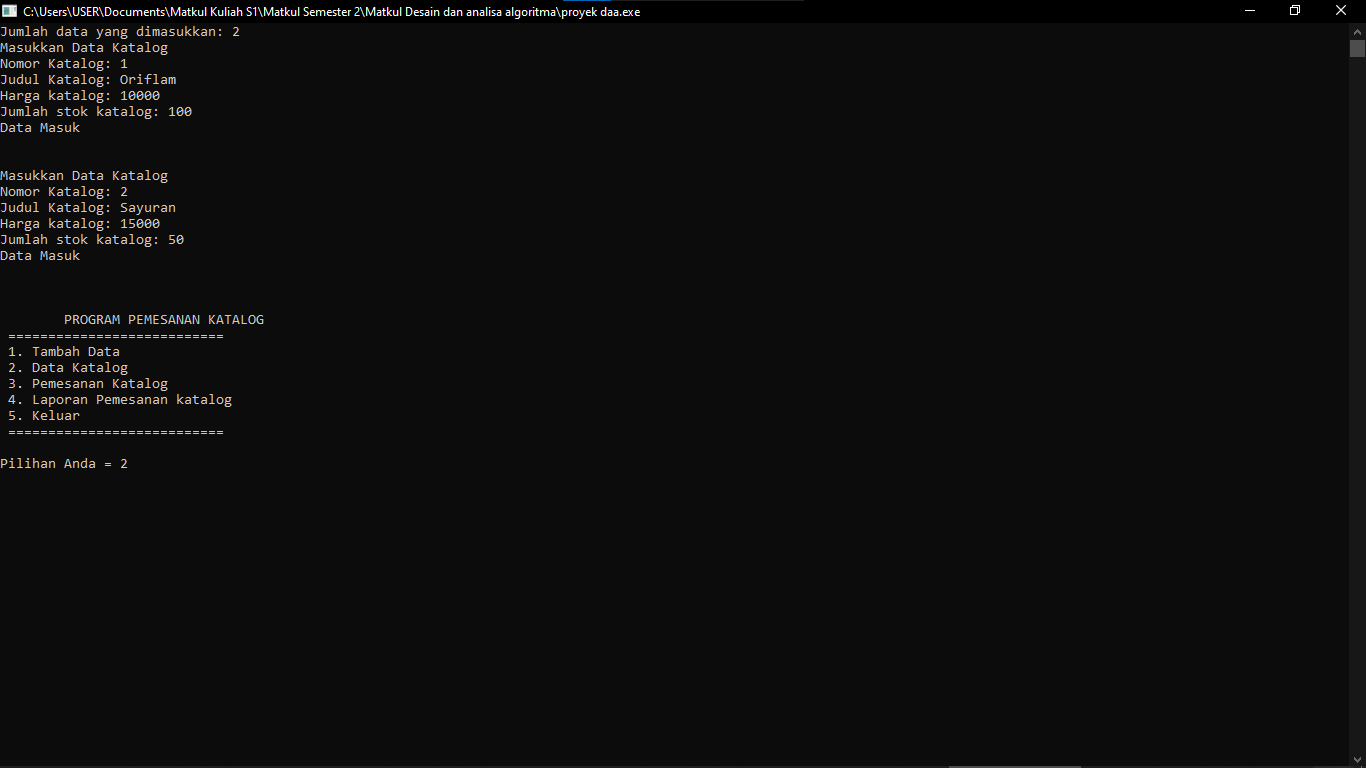 C:\Users\USER\Documents\Matkul Kuliah S1\Matkul Semester 2\Matkul Desain dan analisa algoritma\proyek daa.exe
Jumlah data yang dimasukkan: 2
Masukkan Data Katalog
Nomor Katalog: 1
Judul Katalog: Oriflam
Harga katalog: 10000
Jumlah stok katalog: 100
Data Masuk
Masukkan Data Katalog
Nomor Katalog: 2
Judul Katalog: Sayuran
Harga katalog: 15000
Jumlah stok katalog: 50
Data Masuk
PROGRAM PEMESANAN KATALOG
===========================
1. Tambah Data
2. Data Katalog
3. Pemesanan Katalog
4. Laporan Pemesanan katalog
5. Keluar
===========================
Pilihan Anda = 2